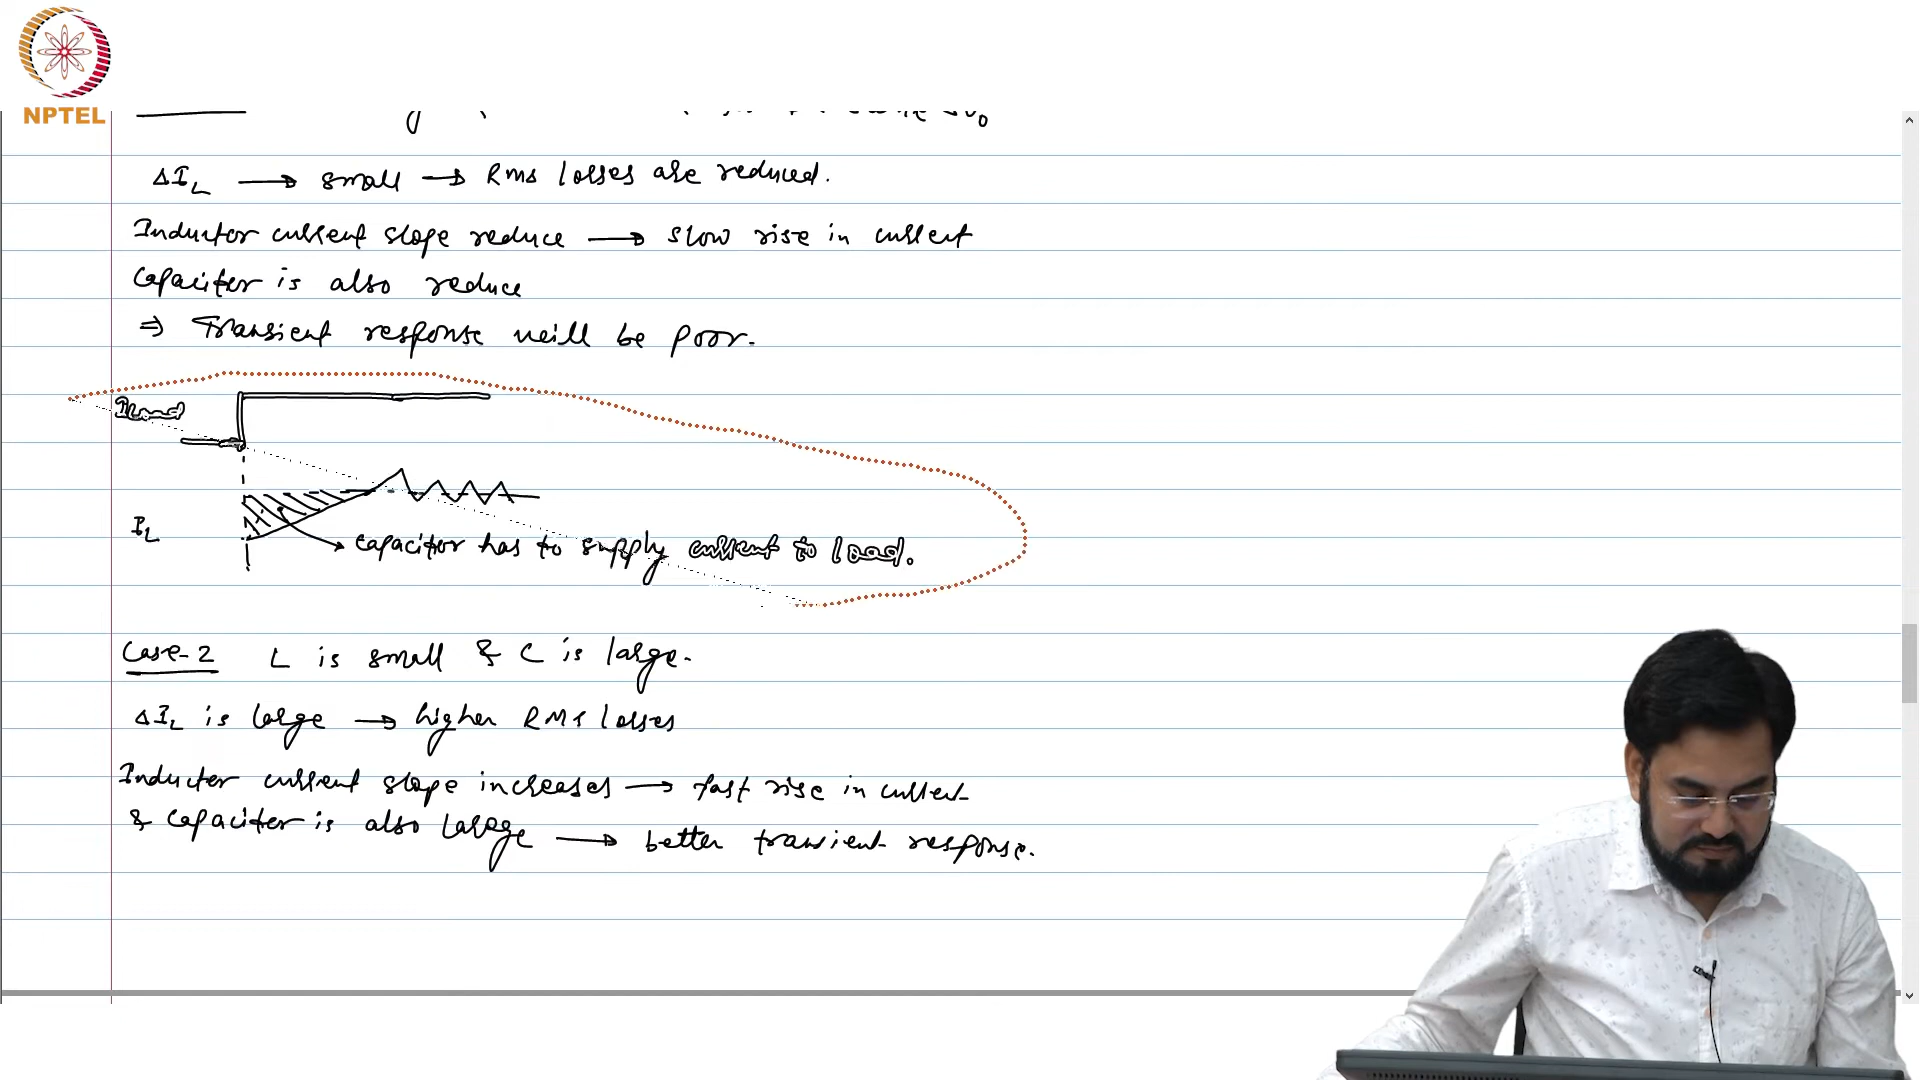 NPTEL
ΔV₀
ΔI_L → small → RMS losses are reduced.
Inductor current slope reduce → slow rise in current
Capacitor is also reduce
⇒ Transient response will be poor.
I Load
I_L
Capacitor has to supply current to load.
Case-2 L is small & C is large.
ΔI_L is large → higher RMS losses
Inductor current slope increases → fast rise in current
& capacitor is also large → better transient response.